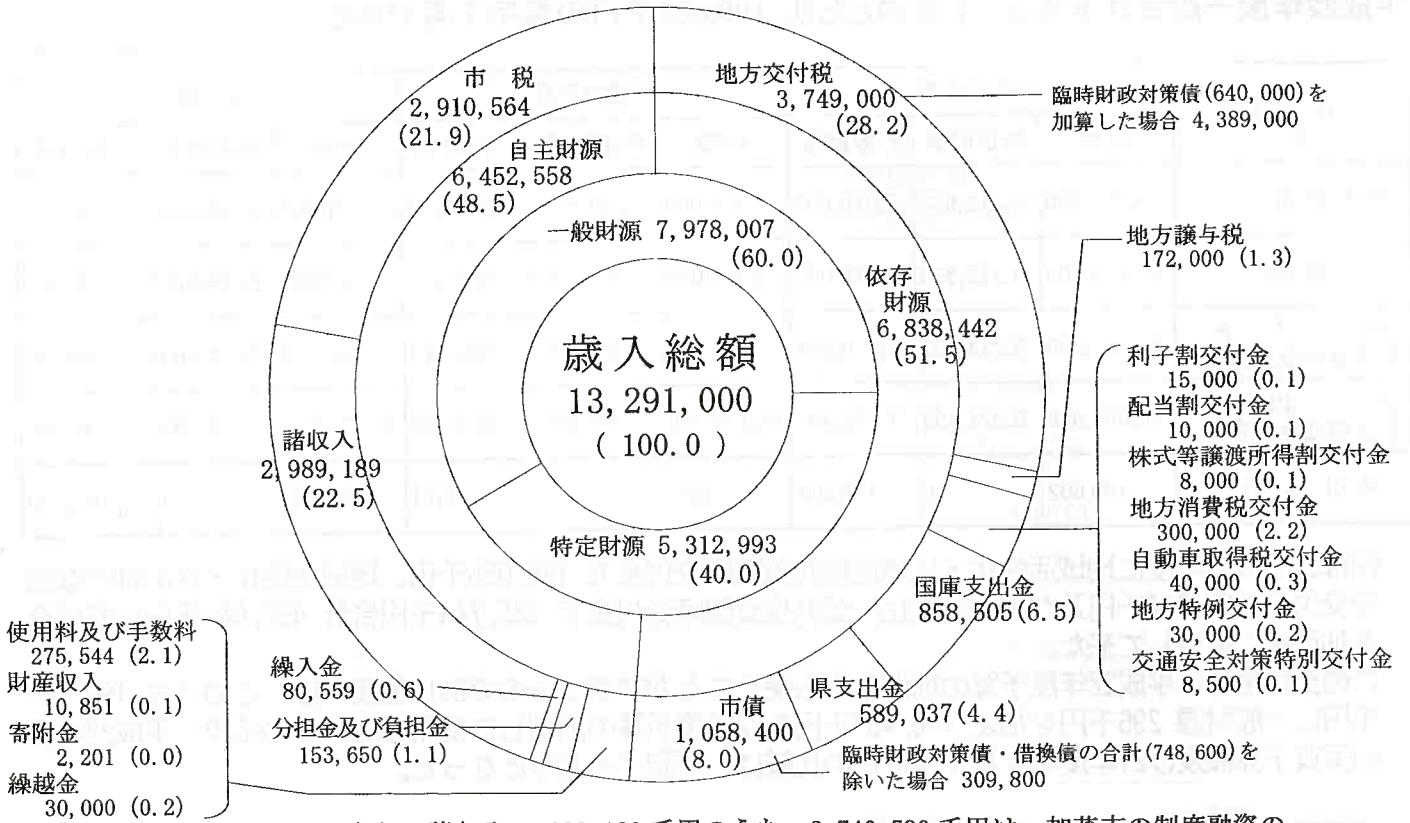 市 税
2,910,564
(21.9)
地方交付税
3,749,000
(28.2)
臨時財政対策債(640,000)を
加算した場合 4,389,000
自主財源
6,452,558
(48.5)
一般財源 7,978,007
(60.0)
地方譲与税
172,000 (1.3)
依存
財源
6,838,442
(51.5)
歳入総額
13,291,000
( 100.0 )
利子割交付金
15,000 (0.1)
配当割交付金
10,000 (0.1)
株式等譲渡所得割交付金
8,000 (0.1)
地方消費税交付金
300,000 (2.2)
自動車取得税交付金
40,000 (0.3)
地方特例交付金
30,000 (0.2)
交通安全対策特別交付金
8,500 (0.1)
諸収入
2,989,189
(22.5)
特定財源 5,312,993
(40.0)
国庫支出金
858,505(6.5)
県支出金
589,037(4.4)
市債
1,058,400
(8.0)
臨時財政対策債・借換債の合計(748,600)を
除いた場合 309,800
繰入金
80,559 (0.6)
分担金及び負担金
153,650 (1.1)
使用料及び手数料
275,544 (2.1)
財産収入
10,851 (0.1)
寄附金
2,201 (0.0)
繰越金
30,000 (0.2)